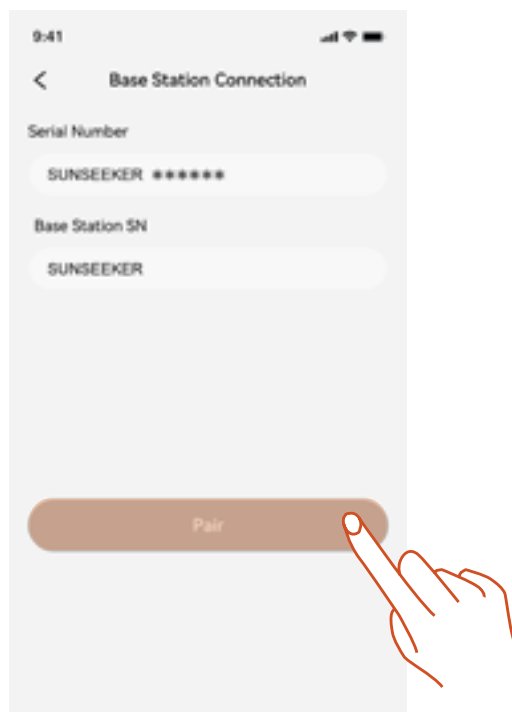 9:41
Base Station Connection
Serial Number
SUNSEEKER ******
Base Station SN
SUNSEEKER
Pair